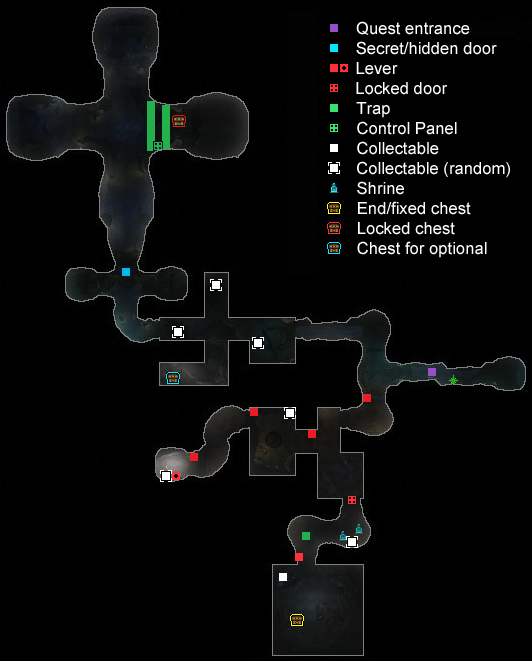 Quest entrance
Secret/hidden door
Lever
Locked door
Trap
Control Panel
Collectable
Collectable (random)
Shrine
End/fixed chest
Locked chest
Chest for optional